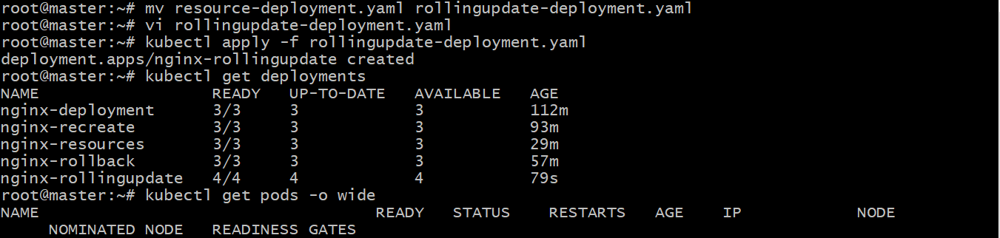 root@master:~# mv resource-deployment.yaml rollingupdate-deployment.yaml
root@master:~# vi rollingupdate-deployment.yaml
root@master:~# kubectl apply -f rollingupdate-deployment.yaml
deployment.apps/nginx-rollingupdate created
root@master:~# kubectl get deployments
NAME                  READY   UP-TO-DATE   AVAILABLE   AGE
nginx-deployment      3/3     3            3           112m
nginx-recreate        3/3     3            3           93m
nginx-resources       3/3     3            3           29m
nginx-rollback        3/3     3            3           57m
nginx-rollingupdate   4/4     4            4           79s
root@master:~# kubectl get pods -o wide
NAME                                   READY   STATUS    RESTARTS   AGE    IP            NODE
     NOMINATED NODE   READINESS GATES